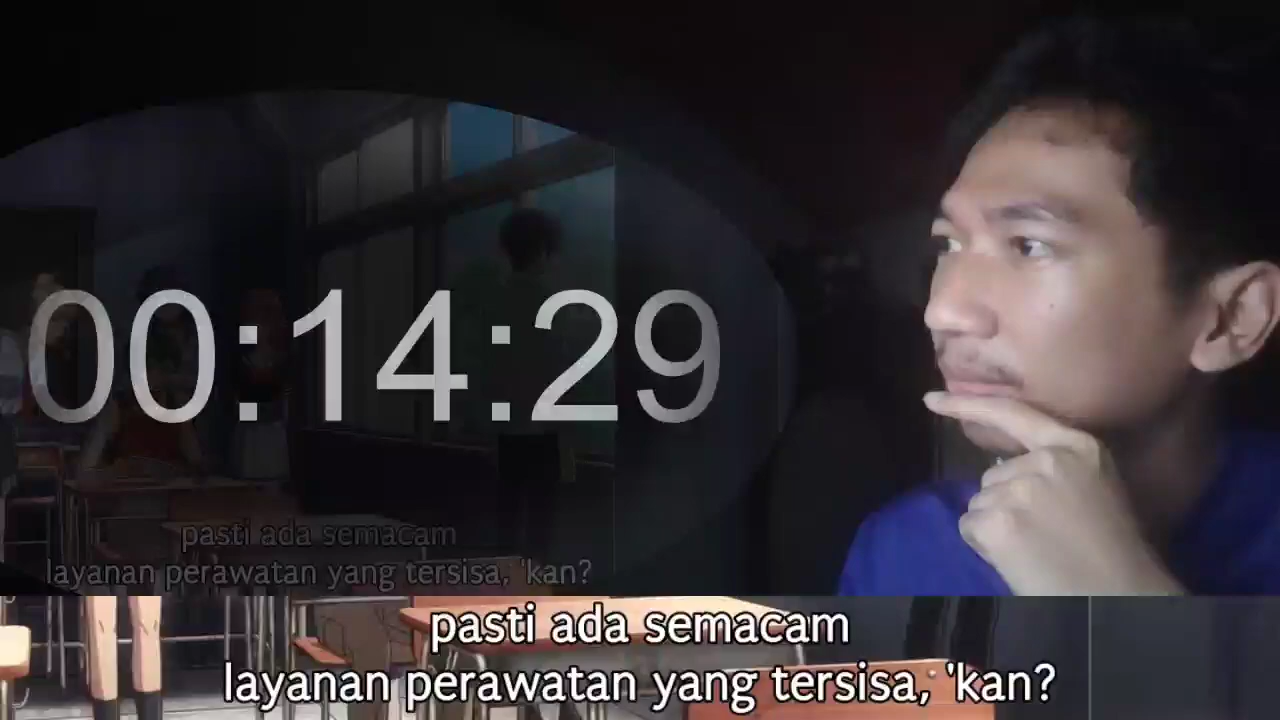 00:14:29
pasti ada semacam
layanan perawatan yang tersisa, 'kan?
pasti ada semacam
layanan perawatan yang tersisa, 'kan?